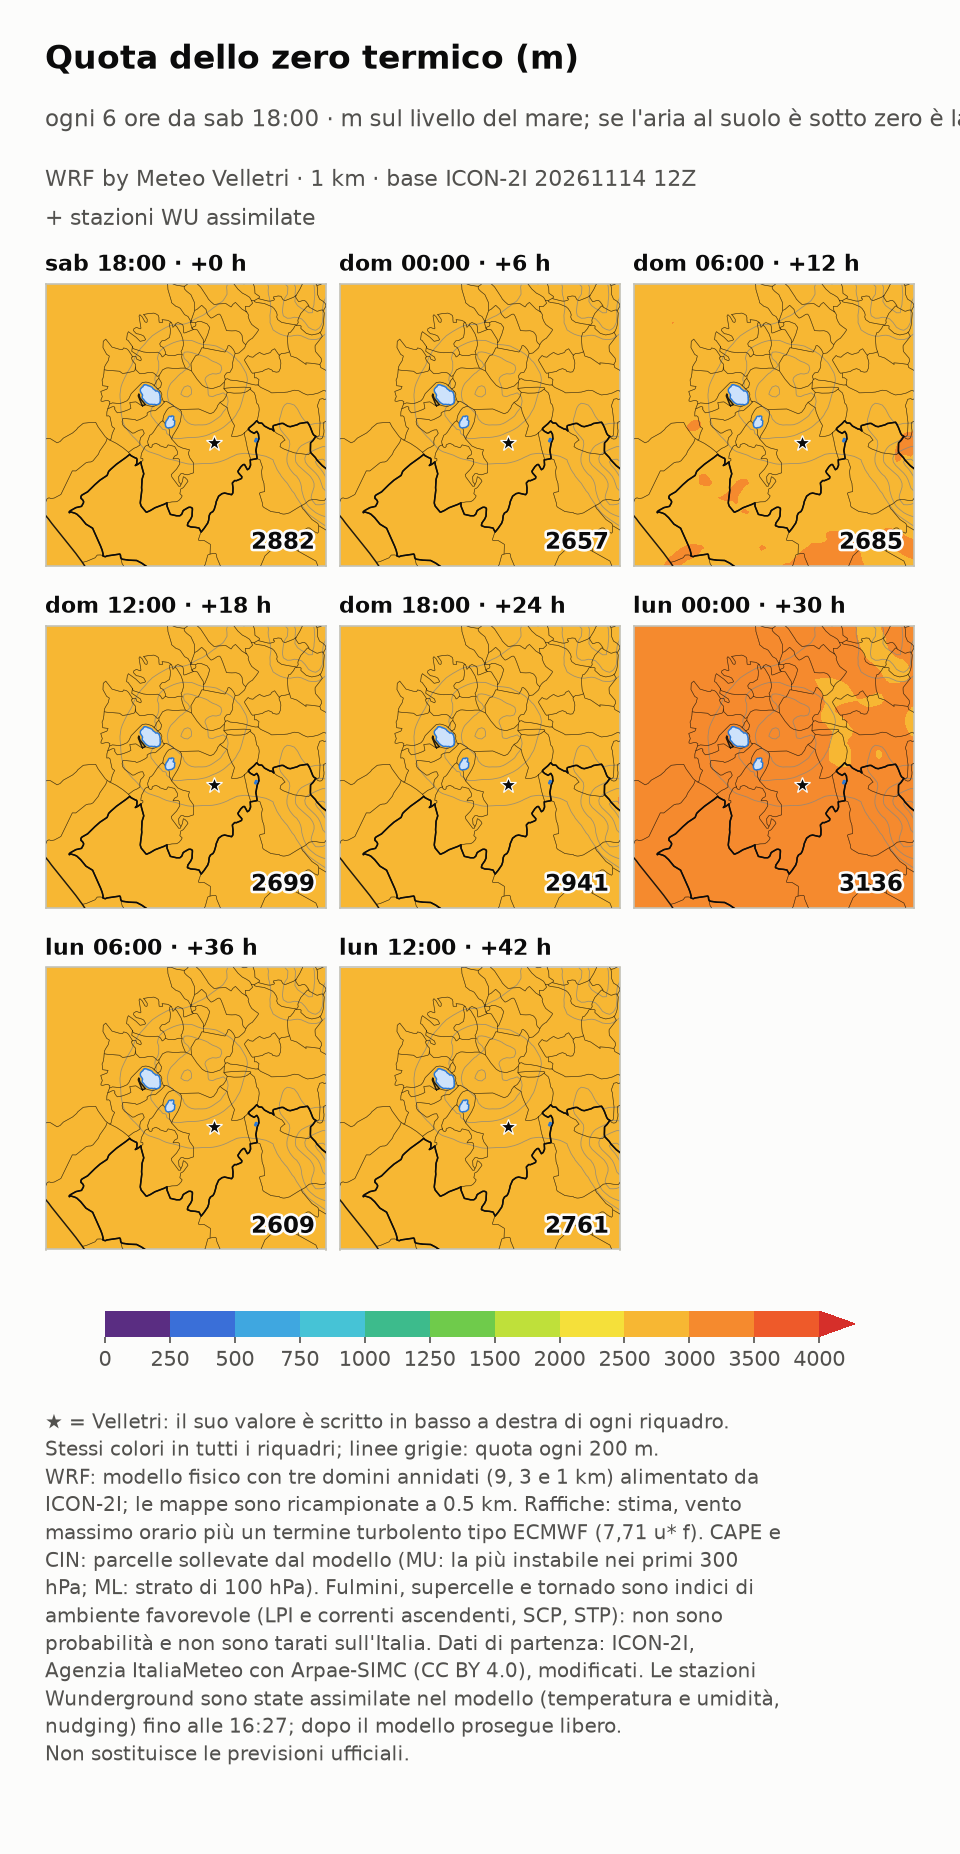 Quota dello zero termico (m)
ogni 6 ore da sab 18:00 · m sul livello del mare; se l'aria al suolo è sotto zero è la
WRF by Meteo Velletri · 1 km · base ICON-2I 20261114 12Z
+ stazioni WU assimilate
sab 18:00 · +0 h
dom 00:00 · +6 h
dom 06:00 · +12 h
2882
2657
2685
dom 12:00 · +18 h
dom 18:00 · +24 h
lun 00:00 · +30 h
2699
2941
3136
lun 06:00 · +36 h
lun 12:00 · +42 h
2609
2761
0 250 500 750 1000 1250 1500 2000 2500 3000 3500 4000
★ = Velletri: il suo valore è scritto in basso a destra di ogni riquadro.
Stessi colori in tutti i riquadri; linee grigie: quota ogni 200 m.
WRF: modello fisico con tre domini annidati (9, 3 e 1 km) alimentato da
ICON-2I; le mappe sono ricampionate a 0.5 km. Raffiche: stima, vento
massimo orario più un termine turbolento tipo ECMWF (7,71 u* f). CAPE e
CIN: parcelle sollevate dal modello (MU: la più instabile nei primi 300
hPa; ML: strato di 100 hPa). Fulmini, supercelle e tornado sono indici di
ambiente favorevole (LPI e correnti ascendenti, SCP, STP): non sono
probabilità e non sono tarati sull'Italia. Dati di partenza: ICON-2I,
Agenzia ItaliaMeteo con Arpae-SIMC (CC BY 4.0), modificati. Le stazioni
Wunderground sono state assimilate nel modello (temperatura e umidità,
nudging) fino alle 16:27; dopo il modello prosegue libero.
Non sostituisce le previsioni ufficiali.